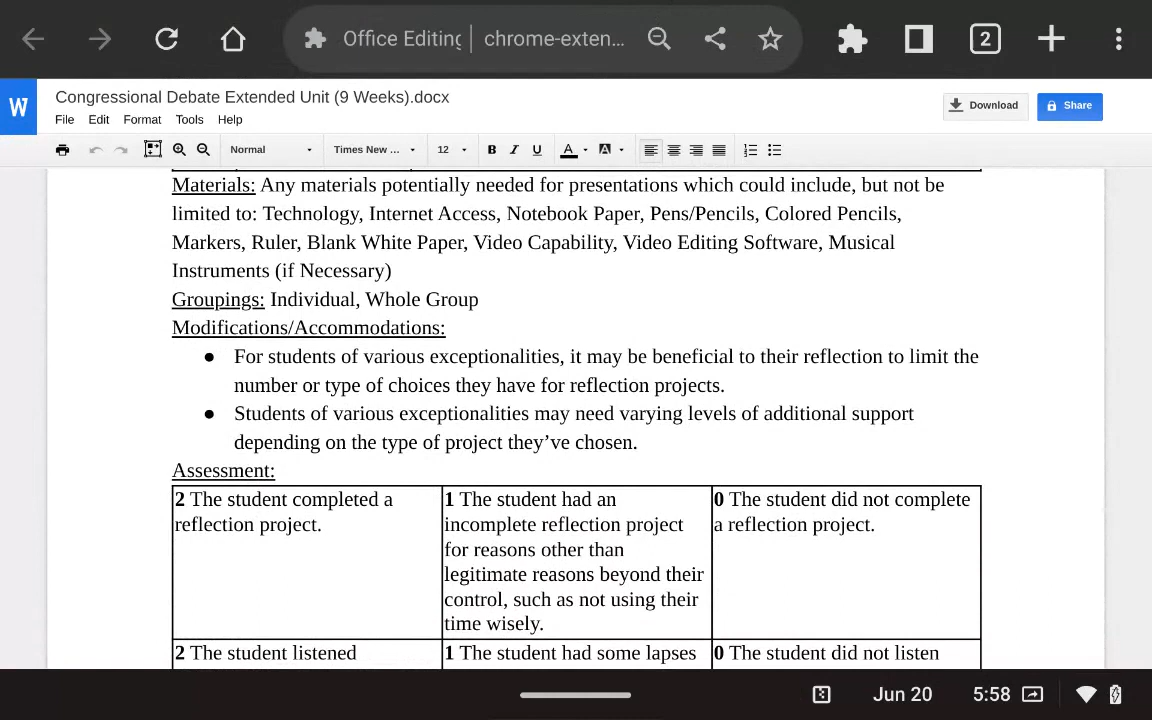 Office Editing
chrome-exten...
2
W
Congressional Debate Extended Unit (9 Weeks).docx
File Edit Format Tools Help
Download
Share
Normal
Times New ...
12
B I U A A
Materials: Any materials potentially needed for presentations which could include, but not be
limited to: Technology, Internet Access, Notebook Paper, Pens/Pencils, Colored Pencils,
Markers, Ruler, Blank White Paper, Video Capability, Video Editing Software, Musical
Instruments (if Necessary)
Groupings: Individual, Whole Group
Modifications/Accommodations:
● For students of various exceptionalities, it may be beneficial to their reflection to limit the
number or type of choices they have for reflection projects.
● Students of various exceptionalities may need varying levels of additional support
depending on the type of project they’ve chosen.
Assessment:
2 The student completed a
reflection project.
1 The student had an
incomplete reflection project
for reasons other than
legitimate reasons beyond their
control, such as not using their
time wisely.
0 The student did not complete
a reflection project.
2 The student listened
1 The student had some lapses
0 The student did not listen
Jun 20
5:58